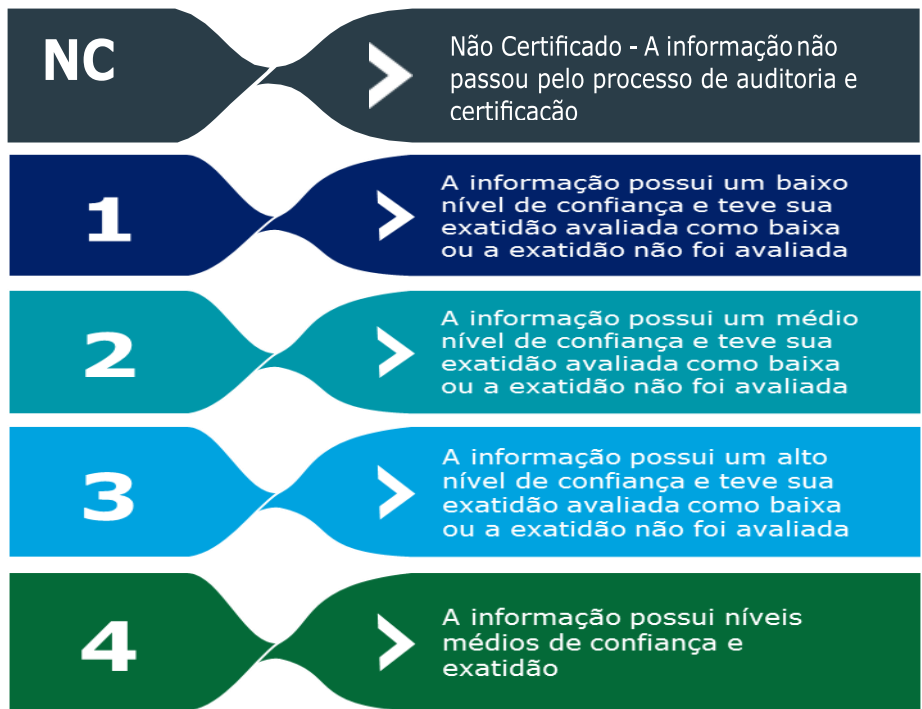 NC
Não Certificado - A informação não
passou pelo processo de auditoria e
certificacão
1
A informação possui um baixo
nível de confiança e teve sua
exatidão avaliada como baixa
ou a exatidão não foi avaliada
2
A informação possui um médio
nível de confiança e teve sua
exatidão avaliada como baixa
ou a exatidão não foi avaliada
3
A informação possui um alto
nível de confiança e teve sua
exatidão avaliada como baixa
ou a exatidão não foi avaliada
4
A informação possui níveis
médios de confiança e
exatidão